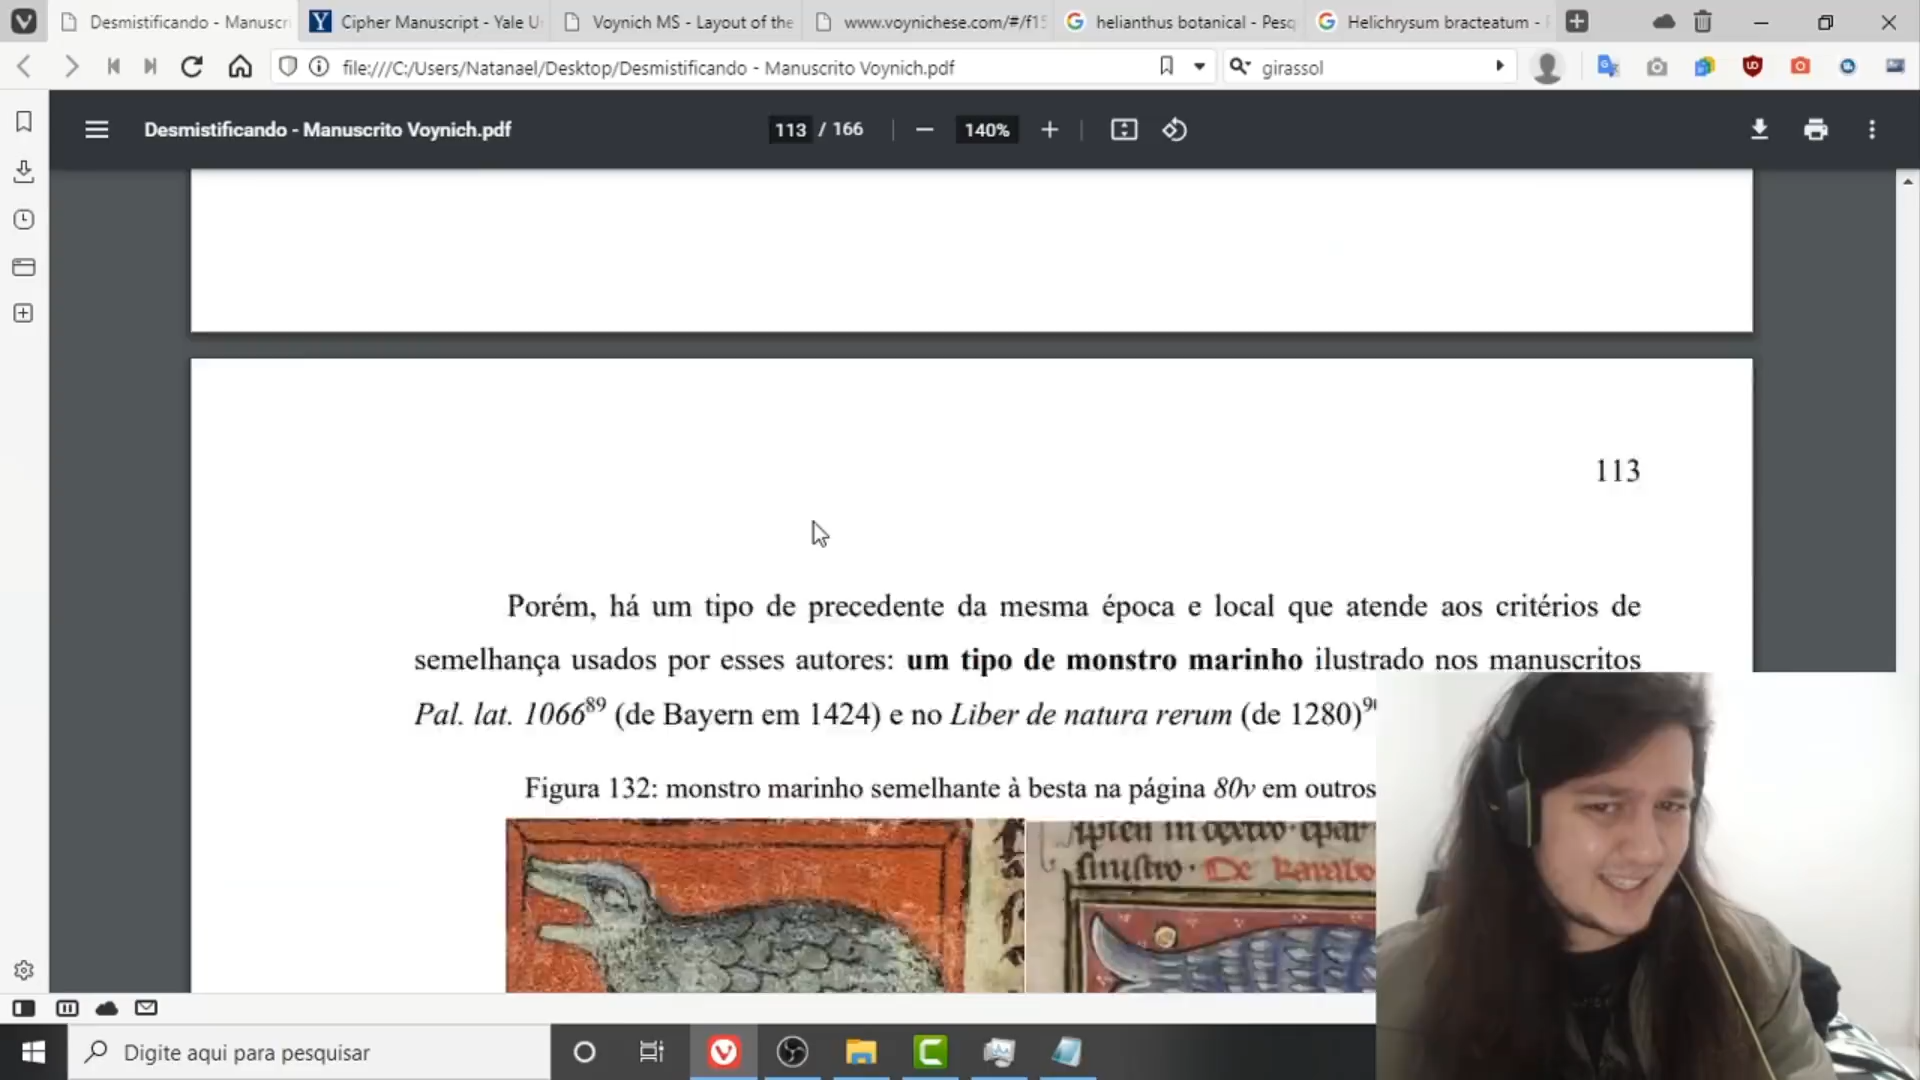 Desmistificando - Manuscri
Cipher Manuscript - Yale U
Voynich MS - Layout of the
www.voynichese.com/#/f15
helianthus botanical - Pesq
Helichrysum bracteatum -
file:///C:/Users/Natanael/Desktop/Desmistificando - Manuscrito Voynich.pdf
girassol
Desmistificando - Manuscrito Voynich.pdf
113 / 166
140%
113
Porém, há um tipo de precedente da mesma época e local que atende aos critérios de
semelhança usados por esses autores: um tipo de monstro marinho ilustrado nos manuscritos
Pal. lat. 1066⁸⁹ (de Bayern em 1424) e no Liber de natura rerum (de 1280)
Figura 132: monstro marinho semelhante à besta na página 80v em outros
Digite aqui para pesquisar